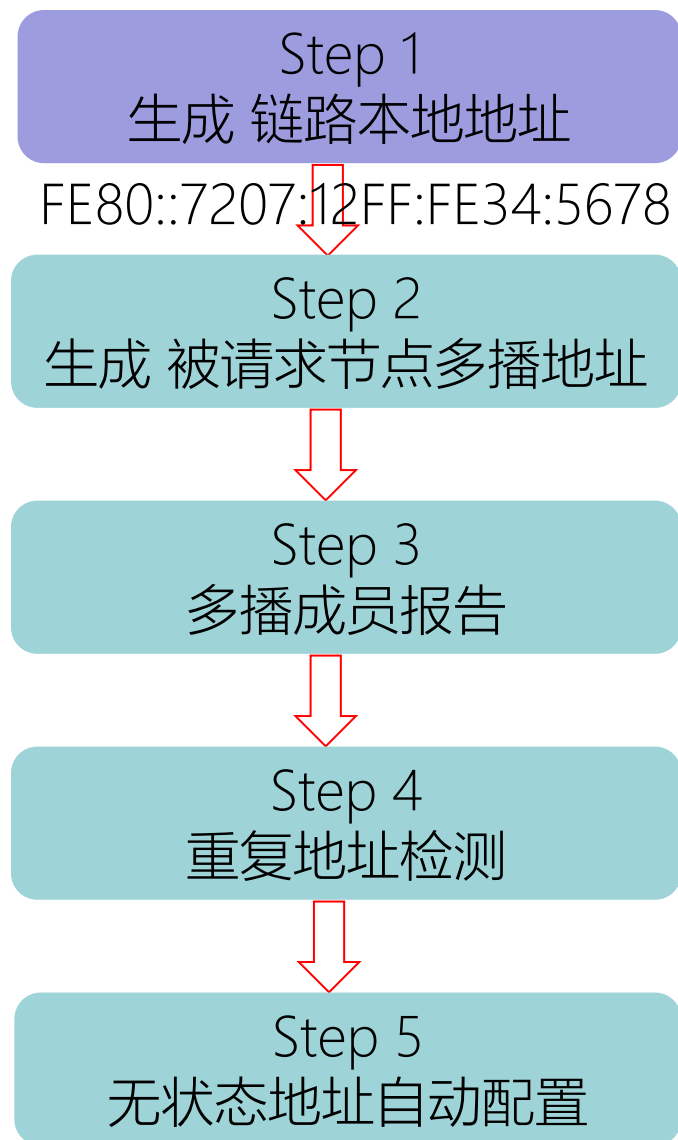 Step 1
生成 链路本地地址
FE80::7207:12FF:FE34:5678
Step 2
生成 被请求节点多播地址
Step 3
多播成员报告
Step 4
重复地址检测
Step 5
无状态地址自动配置